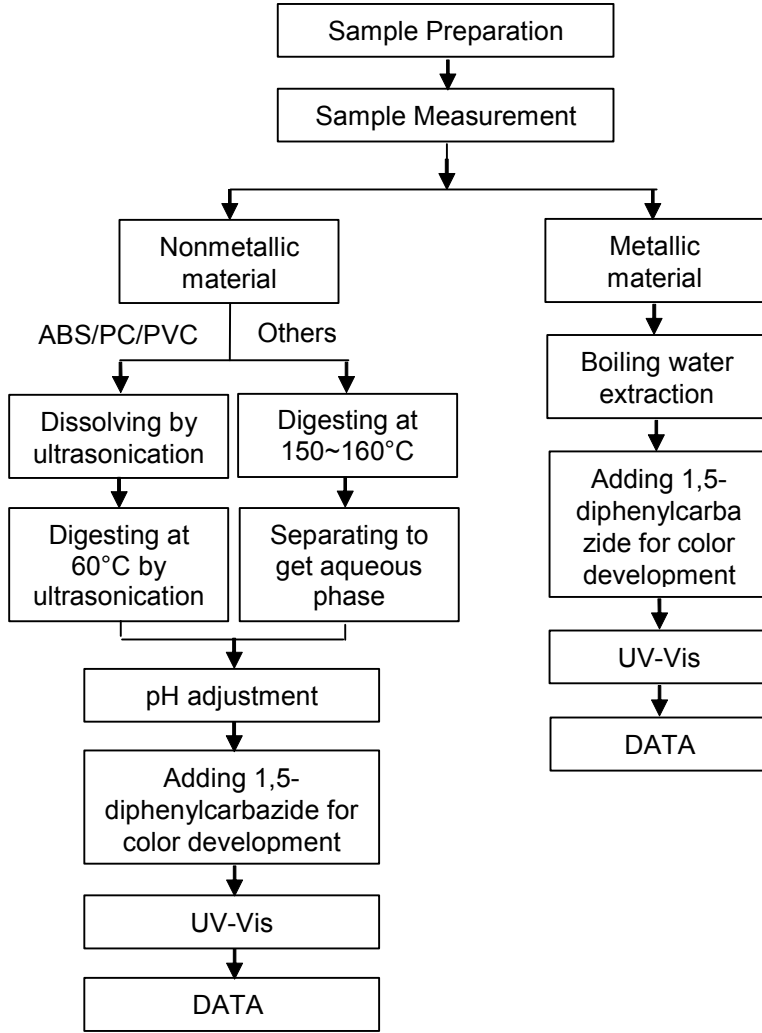 Sample Preparation
Sample Measurement
Nonmetallic
material
Metallic
material
ABS/PC/PVC
Others
Boiling water
extraction
Dissolving by
ultrasonication
Digesting at
150~160°C
Adding 1,5-
diphenylcarba
zide for color
development
Digesting at
60°C by
ultrasonication
Separating to
get aqueous
phase
UV-Vis
pH adjustment
DATA
Adding 1,5-
diphenylcarbazide for
color development
UV-Vis
DATA